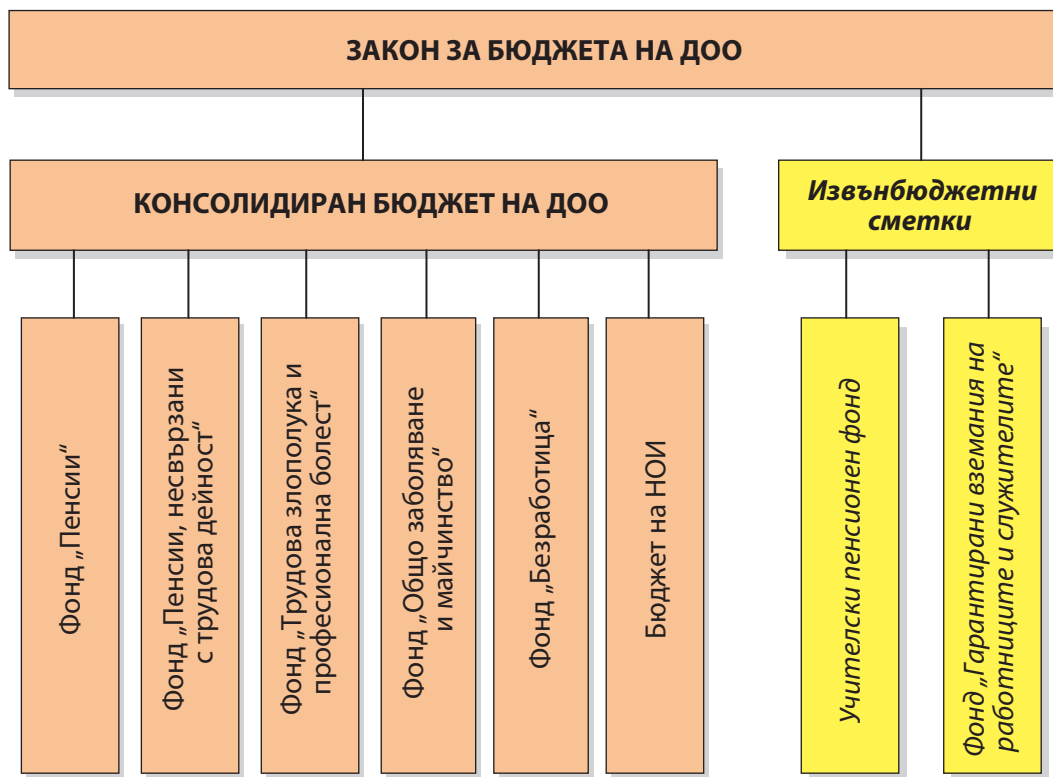 ЗАКОН ЗА БЮДЖЕТА НА ДОО
КОНСОЛИДИРАН БЮДЖЕТ НА ДОО
Извънбюджетни
сметки
Фонд „Пенсии“
Фонд „Пенсии, несвързани
с трудова дейност“
Фонд „Трудова злополука и
професионална болест“
Фонд „Общо заболяване
и майчинство“
Фонд „Безработица“
Бюджет на НОИ
Учителски пенсионен фонд
Фонд „Гарантирани вземания на
работниците и служителите“